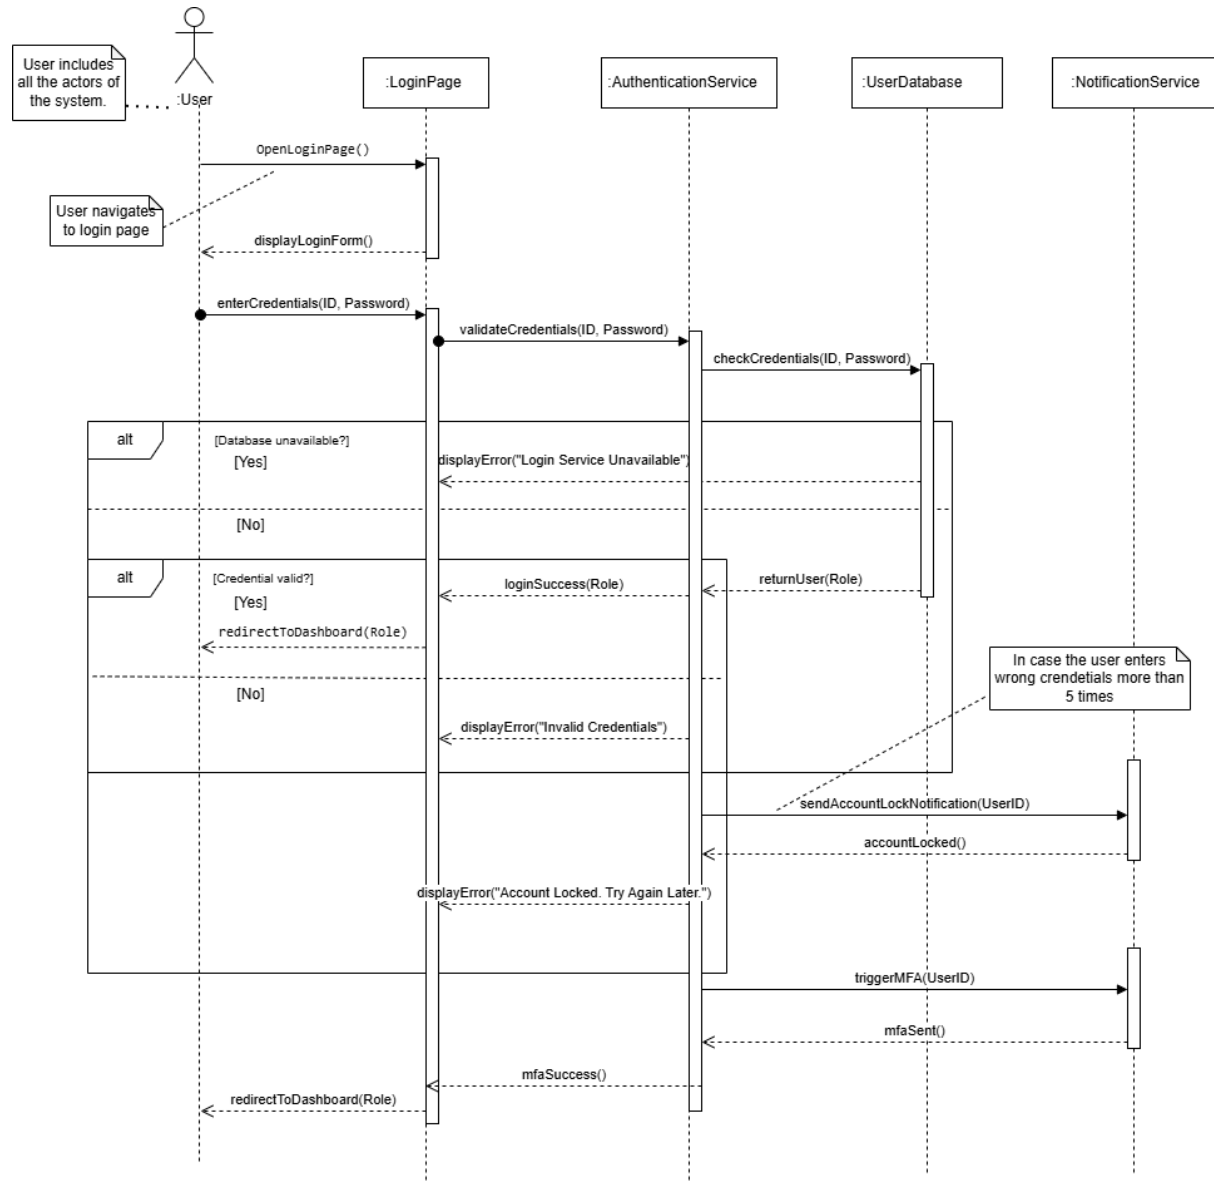 User includes
all the actors of
the system.
:User
:LoginPage
:AuthenticationService
:UserDatabase
:NotificationService
OpenLoginPage()
User navigates
to login page
displayLoginForm()
enterCredentials(ID, Password)
validateCredentials(ID, Password)
checkCredentials(ID, Password)
alt
[Database unavailable?]
[Yes]
displayError("Login Service Unavailable")
[No]
alt
[Credential valid?]
[Yes]
loginSuccess(Role)
returnUser(Role)
redirectToDashboard(Role)
In case the user enters
wrong crendetials more than
5 times
[No]
displayError("Invalid Credentials")
sendAccountLockNotification(UserID)
accountLocked()
displayError("Account Locked. Try Again Later.")
triggerMFA(UserID)
mfaSent()
mfaSuccess()
redirectToDashboard(Role)